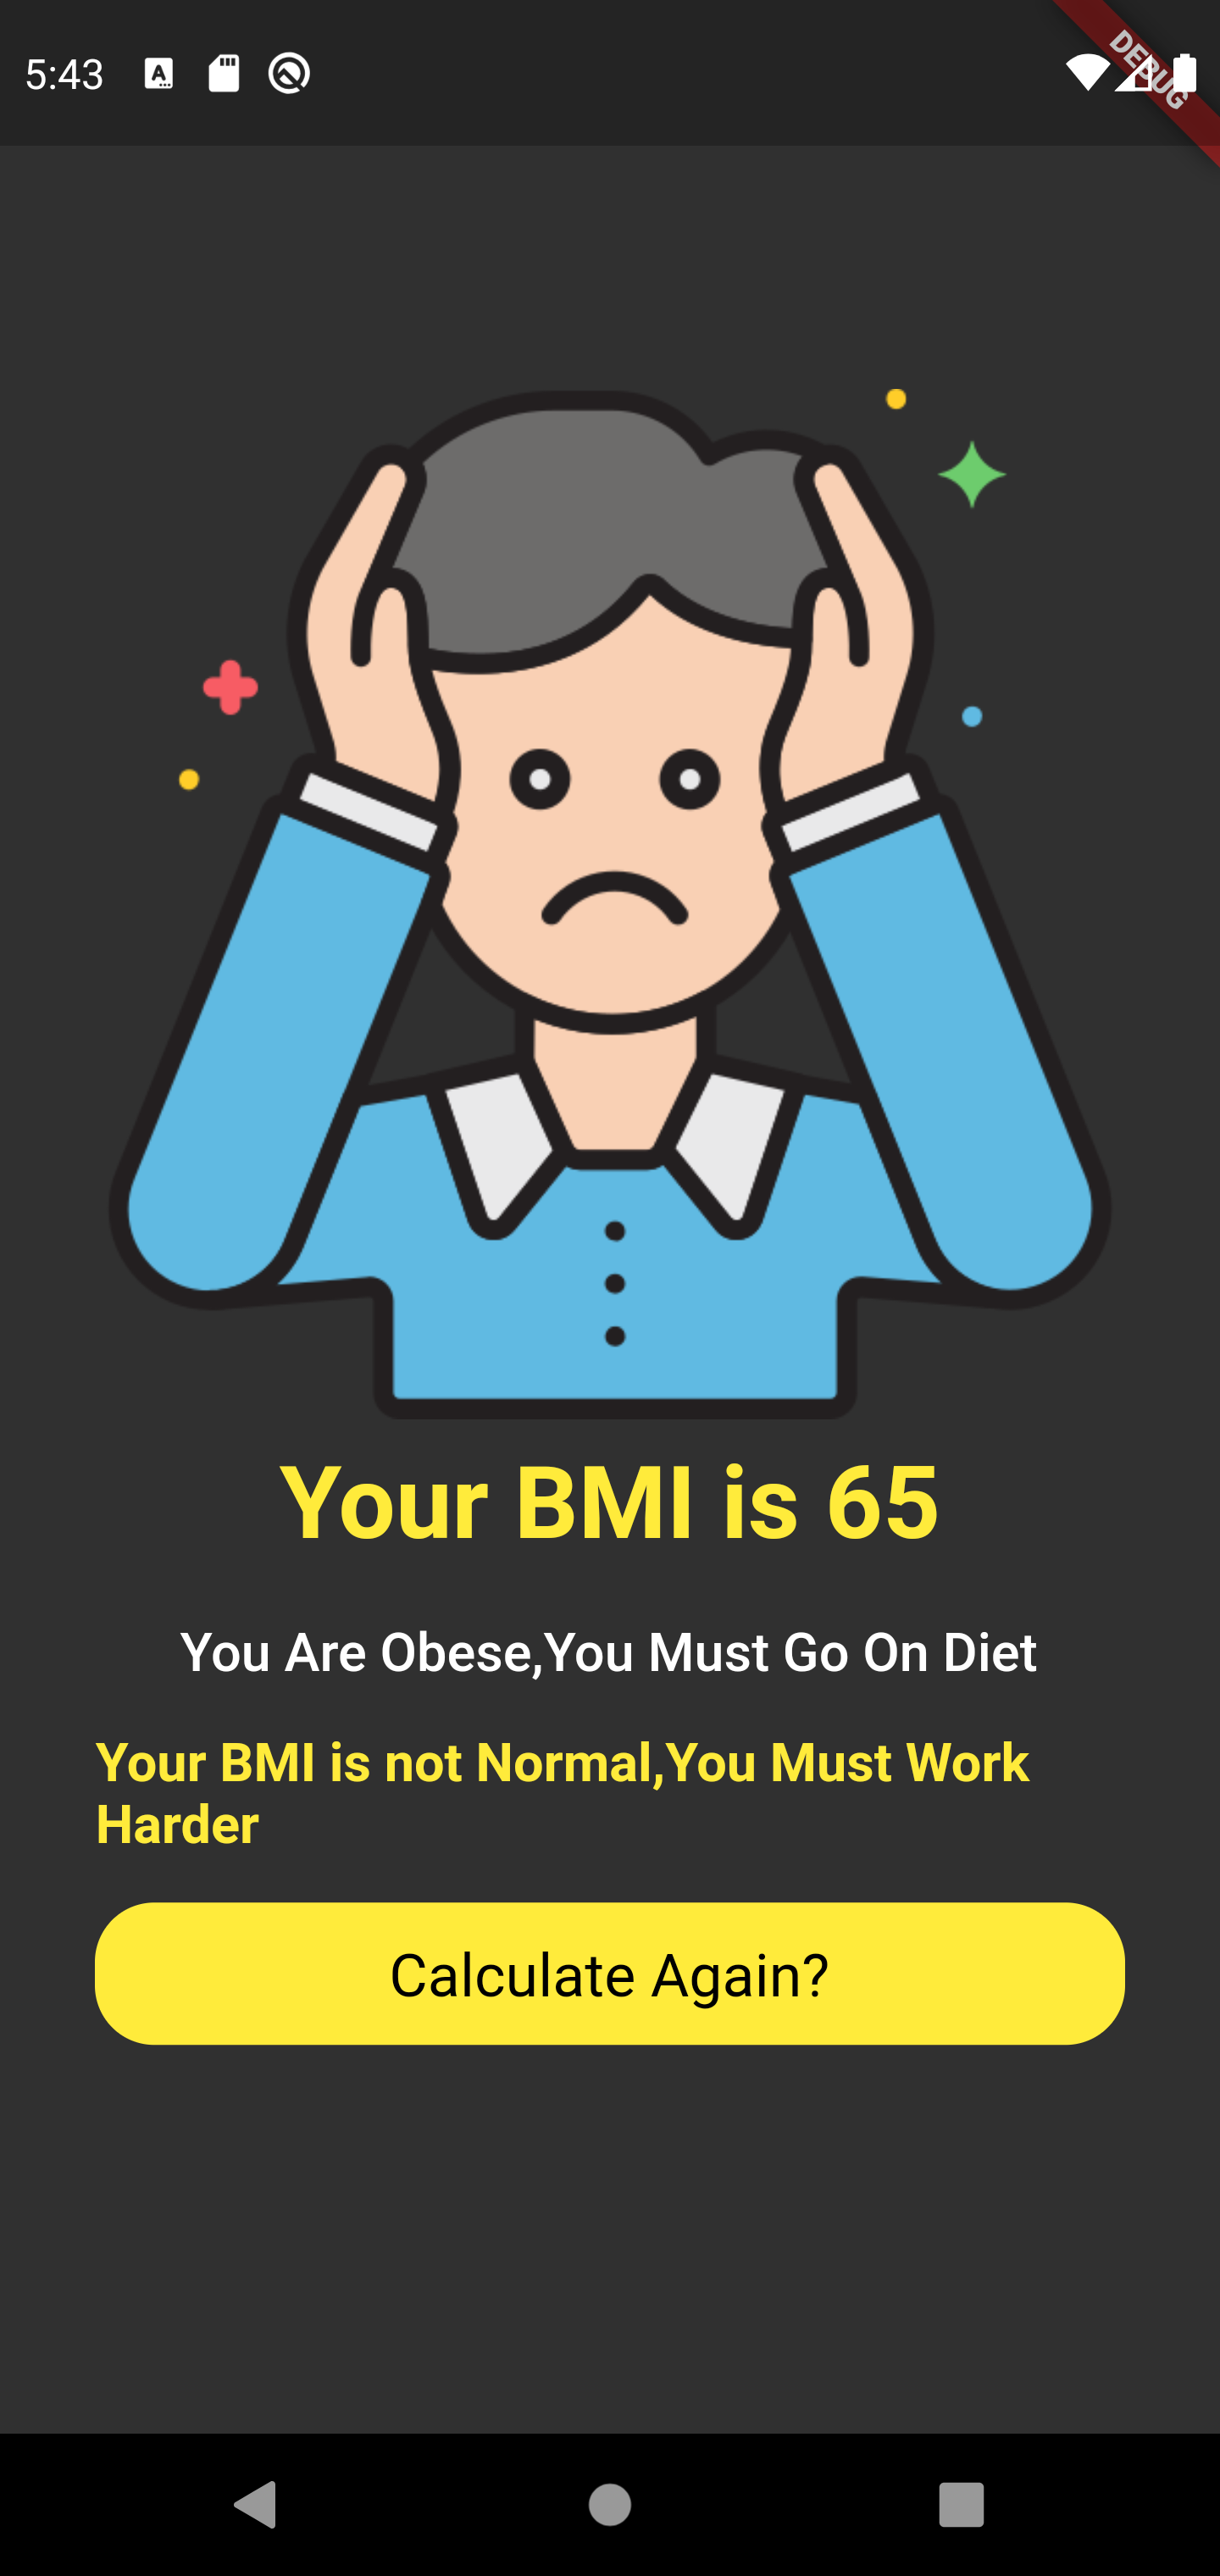 5:43
DEBUG
Your BMI is 65
You Are Obese,You Must Go On Diet
Your BMI is not Normal,You Must Work
Harder
Calculate Again?